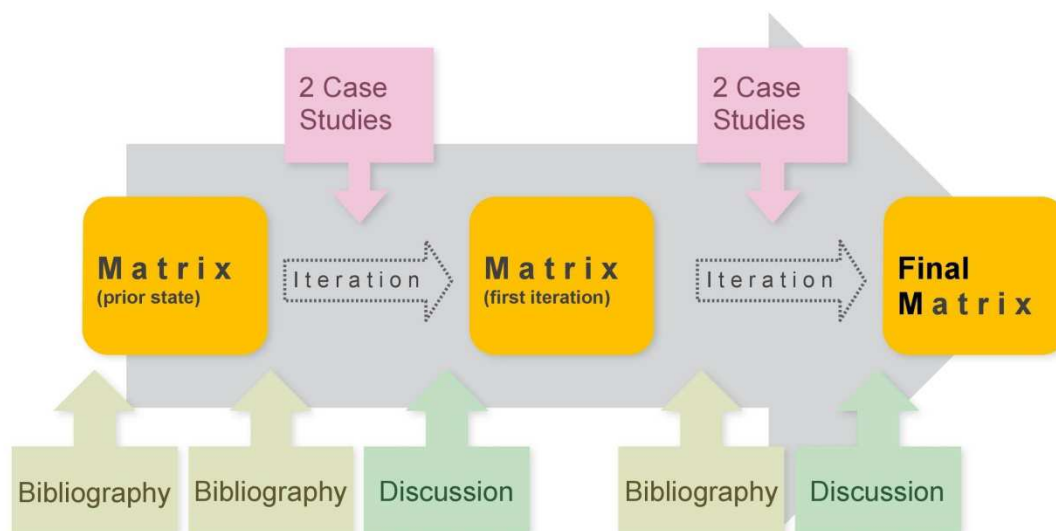 2 Case
Studies
2 Case
Studies
Matrix
(prior state)
Iteration
Matrix
(first iteration)
Iteration
Final
Matrix
Bibliography
Bibliography
Discussion
Bibliography
Discussion